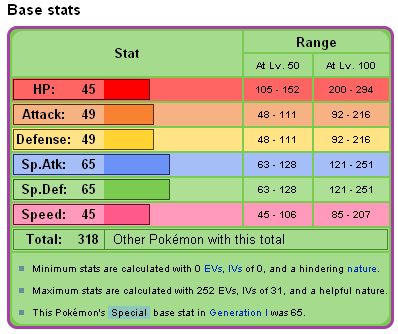 Base stats
Stat Range
At Lv. 50 At Lv. 100
HP: 45 105 - 152 200 - 294
Attack: 49 48 - 111 92 - 216
Defense: 49 48 - 111 92 - 216
Sp.Atk: 65 63 - 128 121 - 251
Sp.Def: 65 63 - 128 121 - 251
Speed: 45 45 - 106 85 - 207
Total: 318 Other Pokémon with this total
Minimum stats are calculated with 0 EVs, IVs of 0, and a hindering nature.
Maximum stats are calculated with 252 EVs, IVs of 31, and a helpful nature.
This Pokémon's Special base stat in Generation I was 65.